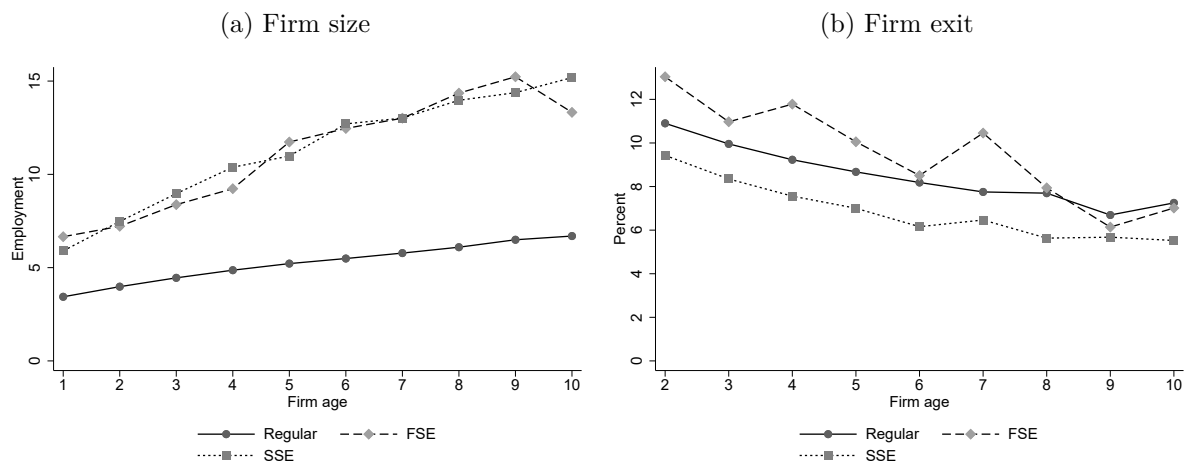 (a) Firm size
Employment
15
10
5
0
1 2 3 4 5 6 7 8 9 10
Firm age
Regular FSE
SSE
(b) Firm exit
Percent
12
10
8
6
4
2
0
2 3 4 5 6 7 8 9 10
Firm age
Regular FSE
SSE